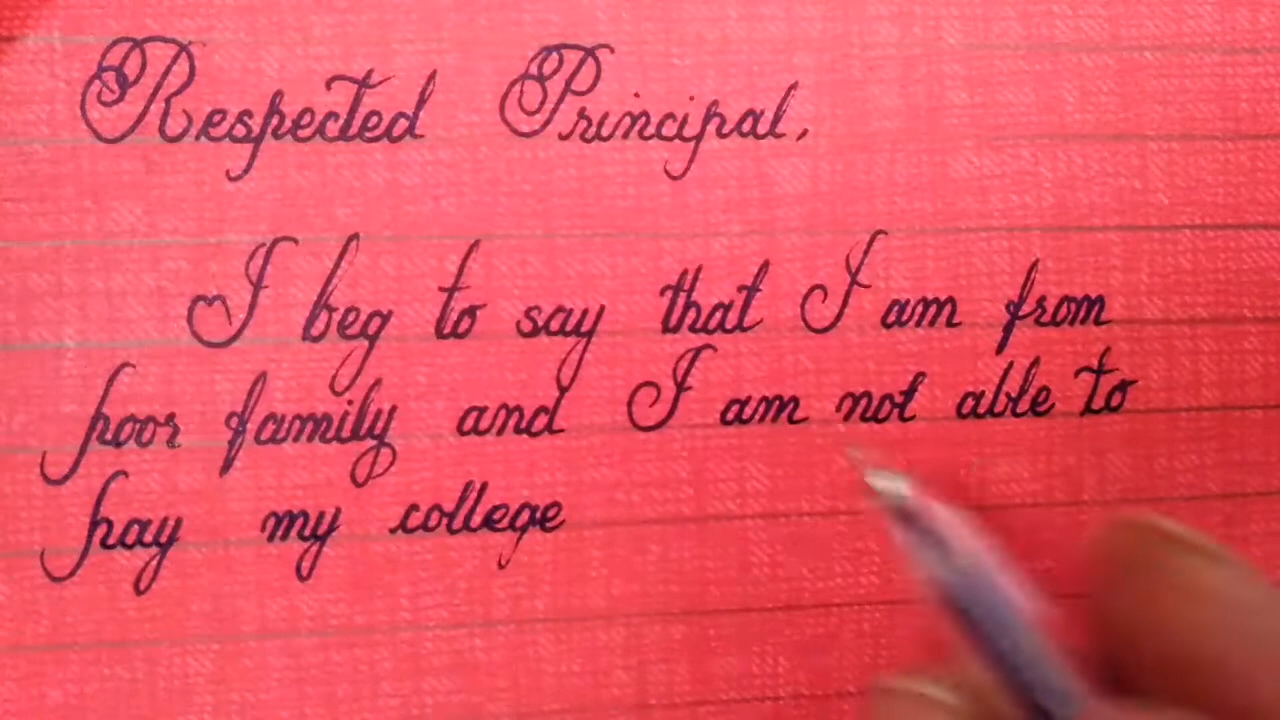 Respected Principal,
I beg to say that I am from
poor family and I am not able to
pay my college